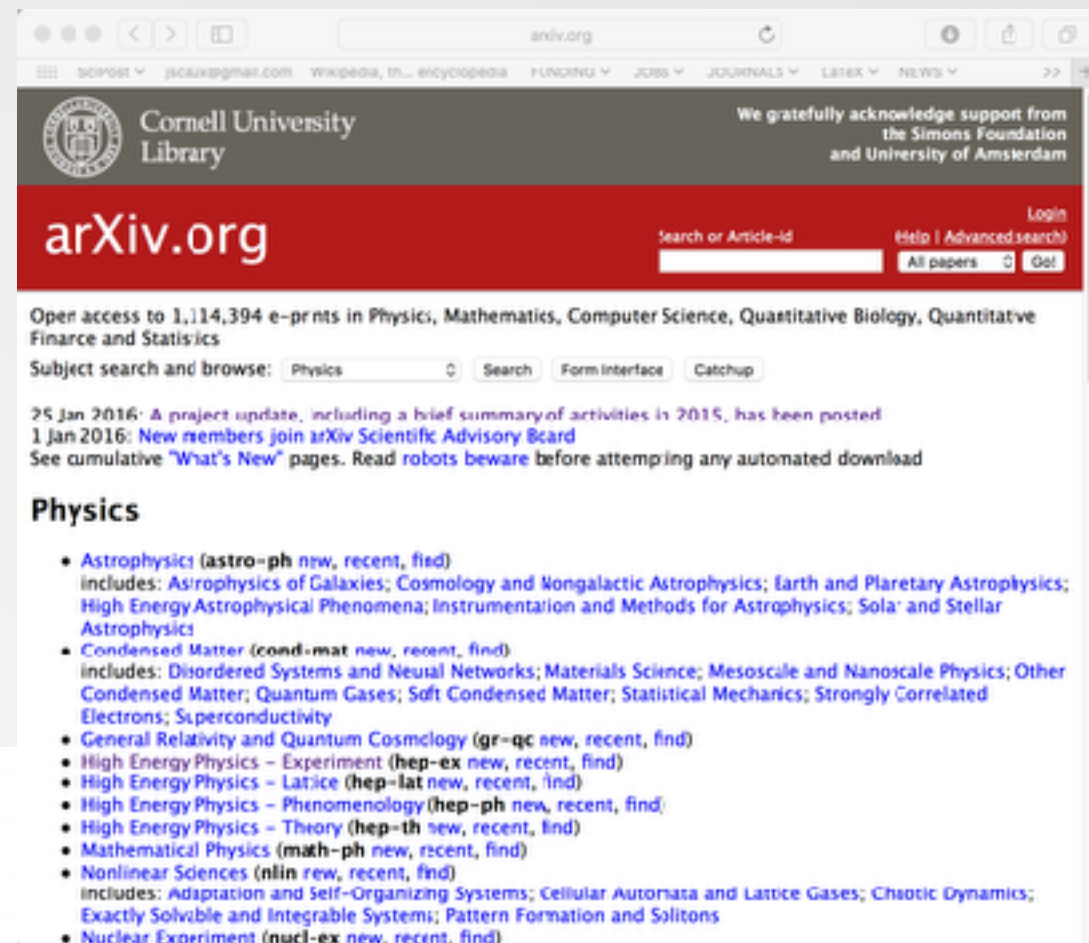 arxiv.org
SciPost jscaux@gmail.com Wikipedia, th... encyclopedia FUNDING JOBS JOURNALS LaTeX NEWS >>
Cornell University
Library
We gratefully acknowledge support from
the Simons Foundation
and University of Amsterdam
arXiv.org
Login
Search or Article-id
(Help | Advanced search)
All papers Go!
Open access to 1,114,394 e-prints in Physics, Mathematics, Computer Science, Quantitative Biology, Quantitative
Finance and Statistics
Subject search and browse: Physics Search Form Interface Catchup
25 Jan 2016: A project update, including a brief summary of activities in 2015, has been posted
1 Jan 2016: New members join arXiv Scientific Advisory Board
See cumulative "What's New" pages. Read robots beware before attempting any automated download
Physics
• Astrophysics (astro-ph new, recent, find)
includes: Astrophysics of Galaxies; Cosmology and Nongalactic Astrophysics; Earth and Planetary Astrophysics;
High Energy Astrophysical Phenomena; Instrumentation and Methods for Astrophysics; Solar and Stellar
Astrophysics
• Condensed Matter (cond-mat new, recent, find)
includes: Disordered Systems and Neural Networks; Materials Science; Mesoscale and Nanoscale Physics; Other
Condensed Matter; Quantum Gases; Soft Condensed Matter; Statistical Mechanics; Strongly Correlated
Electrons; Superconductivity
• General Relativity and Quantum Cosmology (gr-qc new, recent, find)
• High Energy Physics - Experiment (hep-ex new, recent, find)
• High Energy Physics - Lattice (hep-lat new, recent, find)
• High Energy Physics - Phenomenology (hep-ph new, recent, find)
• High Energy Physics - Theory (hep-th new, recent, find)
• Mathematical Physics (math-ph new, recent, find)
• Nonlinear Sciences (nlin new, recent, find)
includes: Adaptation and Self-Organizing Systems; Cellular Automata and Lattice Gases; Chaotic Dynamics;
Exactly Solvable and Integrable Systems; Pattern Formation and Solitons
• Nuclear Experiment (nucl-ex new, recent, find)